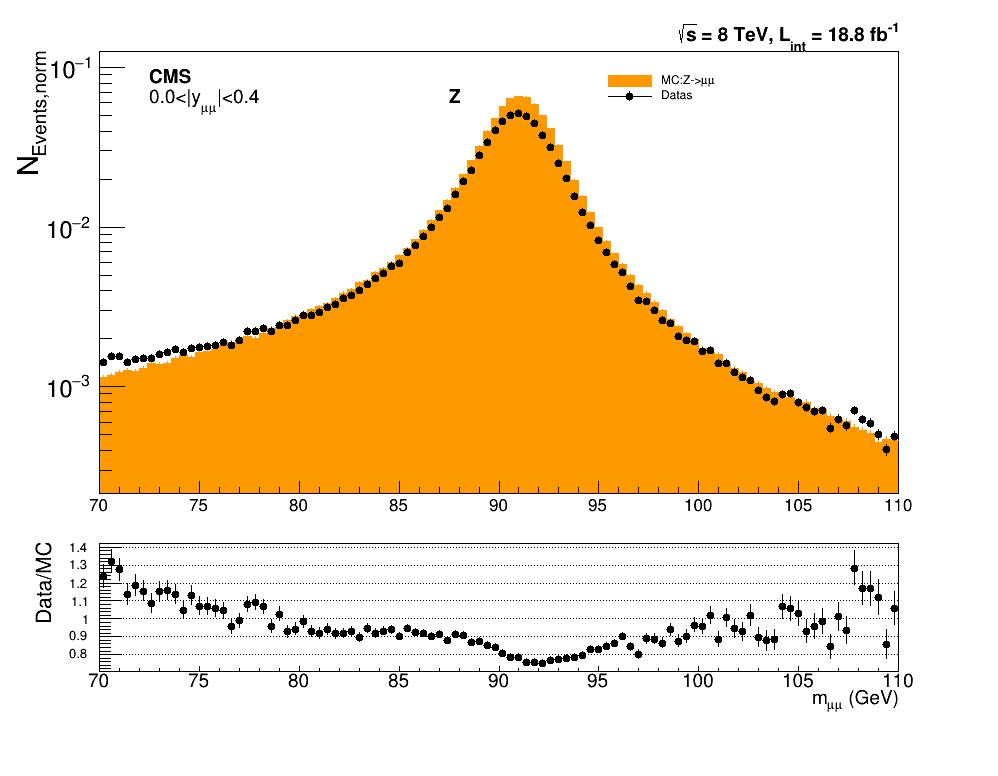 √s = 8 TeV, L_int = 18.8 fb⁻¹
CMS
0.0<|y_μμ|<0.4
Z
MC:Z->μμ
Datas
N_Events,norm
10⁻¹
10⁻²
10⁻³
70 75 80 85 90 95 100 105 110
Data/MC
1.4
1.3
1.2
1.1
1
0.9
0.8
70 75 80 85 90 95 100 105 110
m_μμ (GeV)